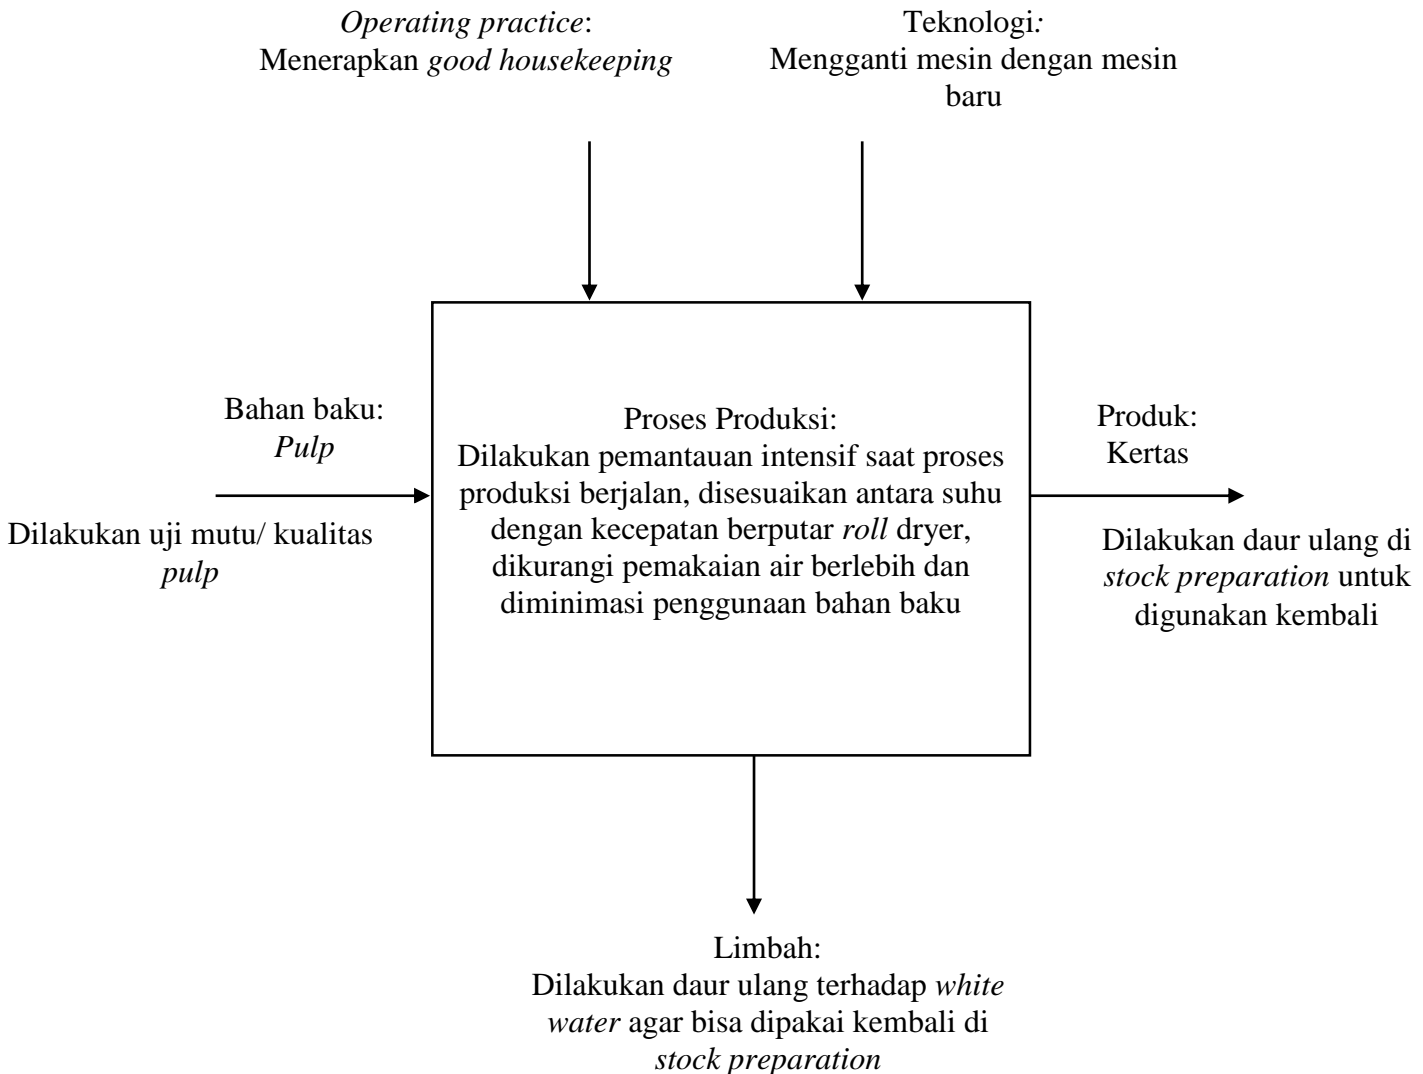 Operating practice:
Menerapkan good housekeeping
Teknologi:
Mengganti mesin dengan mesin
baru
Bahan baku:
Pulp
Dilakukan uji mutu/ kualitas
pulp
Proses Produksi:
Dilakukan pemantauan intensif saat proses
produksi berjalan, disesuaikan antara suhu
dengan kecepatan berputar roll dryer,
dikurangi pemakaian air berlebih dan
diminimasi penggunaan bahan baku
Produk:
Kertas
Dilakukan daur ulang di
stock preparation untuk
digunakan kembali
Limbah:
Dilakukan daur ulang terhadap white
water agar bisa dipakai kembali di
stock preparation